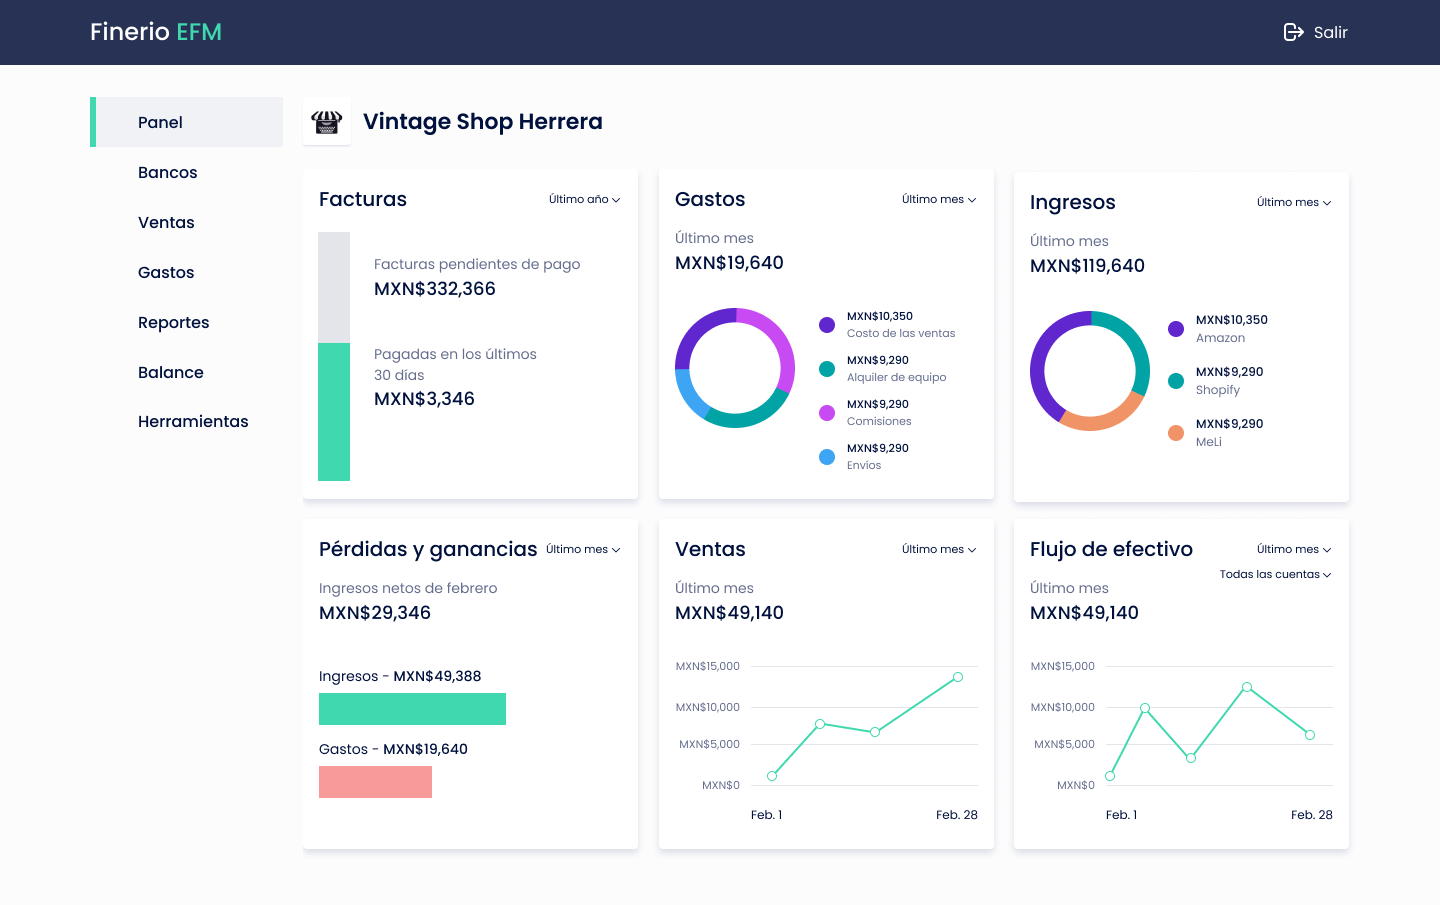 Finerio EFM
Salir
Panel
Bancos
Ventas
Gastos
Reportes
Balance
Herramientas
Vintage Shop Herrera
Facturas
Último año
Facturas pendientes de pago
MXN$332,366
Pagadas en los últimos
30 días
MXN$3,346
Gastos
Último mes
Último mes
MXN$19,640
MXN$10,350
Costo de las ventas
MXN$9,290
Alquiler de equipo
MXN$9,290
Comisiones
MXN$9,290
Envíos
Ingresos
Último mes
Último mes
MXN$119,640
MXN$10,350
Amazon
MXN$9,290
Shopify
MXN$9,290
MeLi
Pérdidas y ganancias
Último mes
Ingresos netos de febrero
MXN$29,346
Ingresos - MXN$49,388
Gastos - MXN$19,640
Ventas
Último mes
Último mes
MXN$49,140
MXN$15,000
MXN$10,000
MXN$5,000
MXN$0
Feb. 1
Feb. 28
Flujo de efectivo
Último mes
Todas las cuentas
Último mes
MXN$49,140
MXN$15,000
MXN$10,000
MXN$5,000
MXN$0
Feb. 1
Feb. 28